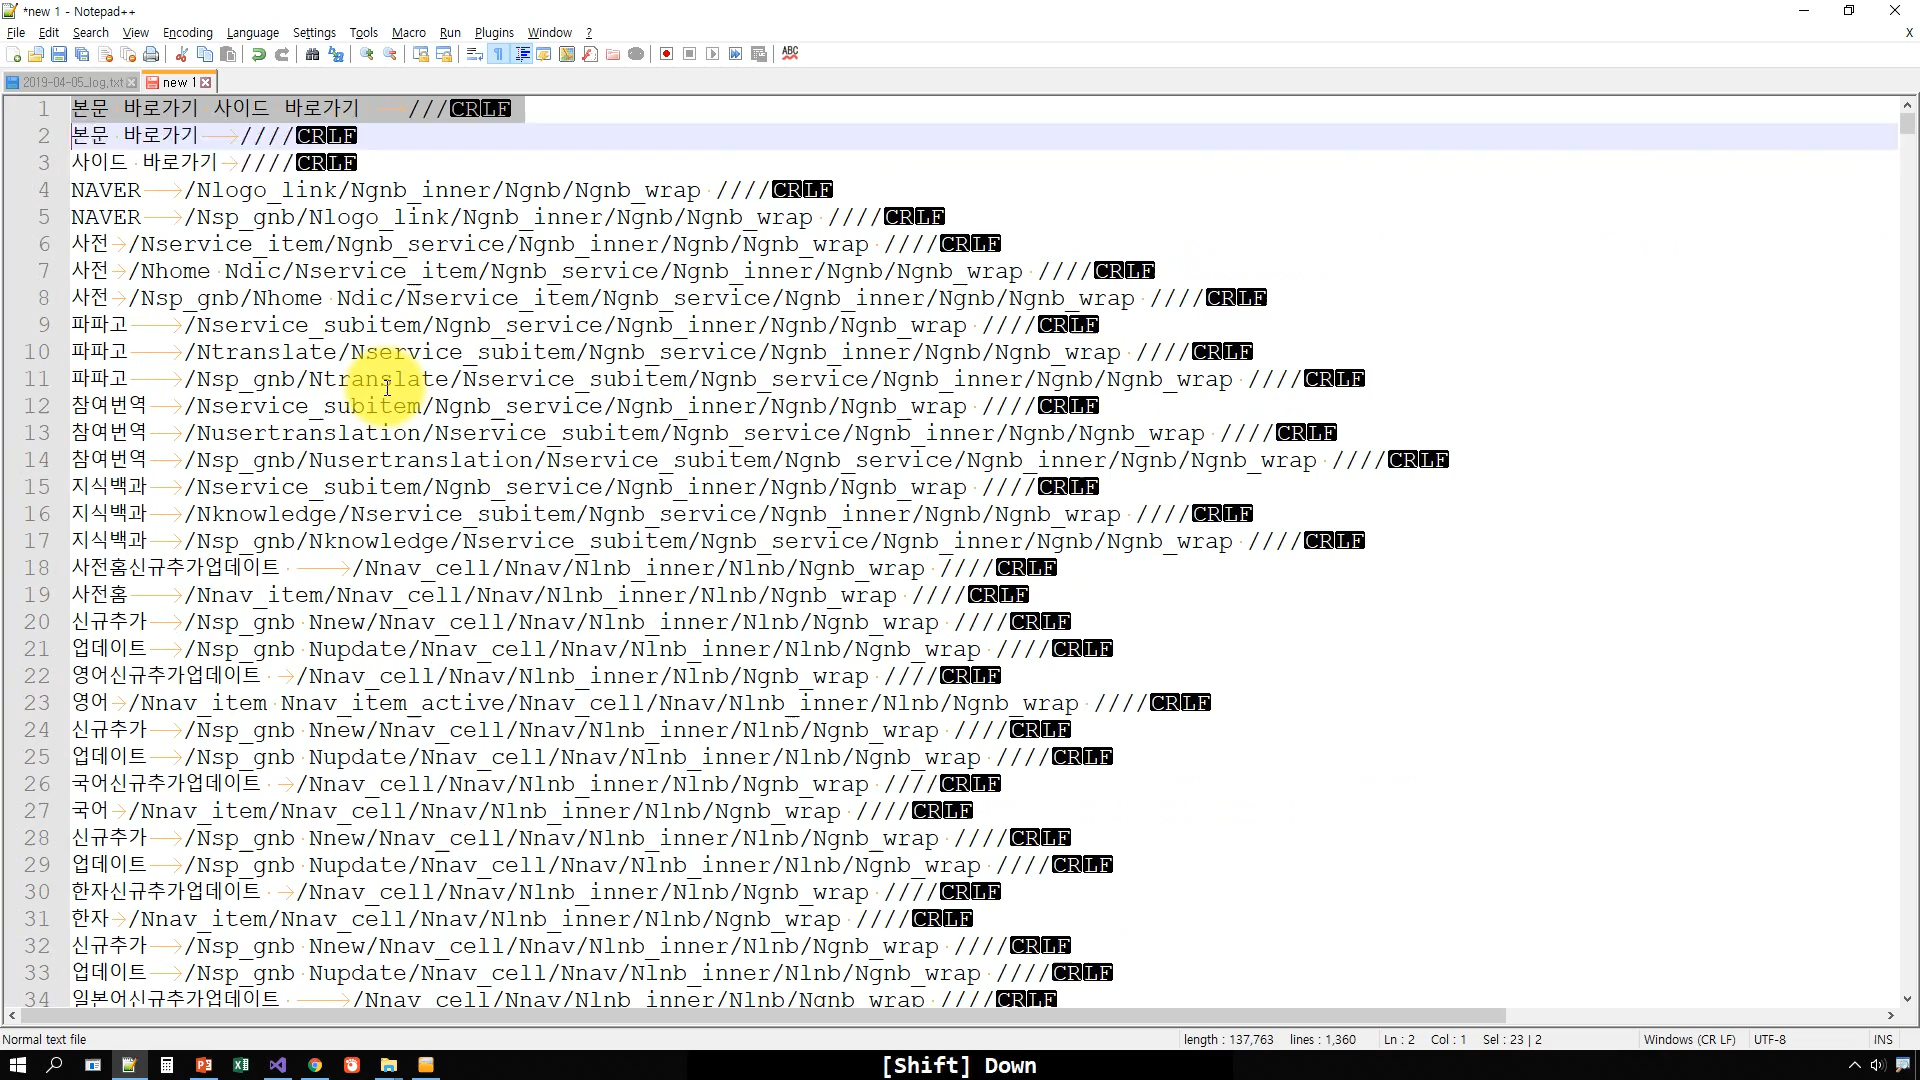 *new 1 - Notepad++
File Edit Search View Encoding Language Settings Tools Macro Run Plugins Window ? X
ABC
2019-04-05_log.txt new 1
1 본문 바로가기 사이드 바로가기 ///CRLF
2 본문 바로가기 ////CRLF
3 사이드 바로가기 ////CRLF
4 NAVER /Nlogo_link/Ngnb_inner/Ngnb/Ngnb_wrap ////CRLF
5 NAVER /Nsp_gnb/Nlogo_link/Ngnb_inner/Ngnb/Ngnb_wrap ////CRLF
6 사전 /Nservice_item/Ngnb_service/Ngnb_inner/Ngnb/Ngnb_wrap ////CRLF
7 사전 /Nhome Ndic/Nservice_item/Ngnb_service/Ngnb_inner/Ngnb/Ngnb_wrap ////CRLF
8 사전 /Nsp_gnb/Nhome Ndic/Nservice_item/Ngnb_service/Ngnb_inner/Ngnb/Ngnb_wrap ////CRLF
9 파파고 /Nservice_subitem/Ngnb_service/Ngnb_inner/Ngnb/Ngnb_wrap ////CRLF
10 파파고 /Ntranslate/Nservice_subitem/Ngnb_service/Ngnb_inner/Ngnb/Ngnb_wrap ////CRLF
11 파파고 /Nsp_gnb/Ntranslate/Nservice_subitem/Ngnb_service/Ngnb_inner/Ngnb/Ngnb_wrap ////CRLF
12 참여번역 /Nservice_subitem/Ngnb_service/Ngnb_inner/Ngnb/Ngnb_wrap ////CRLF
13 참여번역 /Nusertranslation/Nservice_subitem/Ngnb_service/Ngnb_inner/Ngnb/Ngnb_wrap ////CRLF
14 참여번역 /Nsp_gnb/Nusertranslation/Nservice_subitem/Ngnb_service/Ngnb_inner/Ngnb/Ngnb_wrap ////CRLF
15 지식백과 /Nservice_subitem/Ngnb_service/Ngnb_inner/Ngnb/Ngnb_wrap ////CRLF
16 지식백과 /Nknowledge/Nservice_subitem/Ngnb_service/Ngnb_inner/Ngnb/Ngnb_wrap ////CRLF
17 지식백과 /Nsp_gnb/Nknowledge/Nservice_subitem/Ngnb_service/Ngnb_inner/Ngnb/Ngnb_wrap ////CRLF
18 사전홈신규추가업데이트 /Nnav_cell/Nnav/Nlnb_inner/Nlnb/Ngnb_wrap ////CRLF
19 사전홈 /Nnav_item/Nnav_cell/Nnav/Nlnb_inner/Nlnb/Ngnb_wrap ////CRLF
20 신규추가 /Nsp_gnb Nnew/Nnav_cell/Nnav/Nlnb_inner/Nlnb/Ngnb_wrap ////CRLF
21 업데이트 /Nsp_gnb Nupdate/Nnav_cell/Nnav/Nlnb_inner/Nlnb/Ngnb_wrap ////CRLF
22 영어신규추가업데이트 /Nnav_cell/Nnav/Nlnb_inner/Nlnb/Ngnb_wrap ////CRLF
23 영어 /Nnav_item Nnav_item_active/Nnav_cell/Nnav/Nlnb_inner/Nlnb/Ngnb_wrap ////CRLF
24 신규추가 /Nsp_gnb Nnew/Nnav_cell/Nnav/Nlnb_inner/Nlnb/Ngnb_wrap ////CRLF
25 업데이트 /Nsp_gnb Nupdate/Nnav_cell/Nnav/Nlnb_inner/Nlnb/Ngnb_wrap ////CRLF
26 국어신규추가업데이트 /Nnav_cell/Nnav/Nlnb_inner/Nlnb/Ngnb_wrap ////CRLF
27 국어 /Nnav_item/Nnav_cell/Nnav/Nlnb_inner/Nlnb/Ngnb_wrap ////CRLF
28 신규추가 /Nsp_gnb Nnew/Nnav_cell/Nnav/Nlnb_inner/Nlnb/Ngnb_wrap ////CRLF
29 업데이트 /Nsp_gnb Nupdate/Nnav_cell/Nnav/Nlnb_inner/Nlnb/Ngnb_wrap ////CRLF
30 한자신규추가업데이트 /Nnav_cell/Nnav/Nlnb_inner/Nlnb/Ngnb_wrap ////CRLF
31 한자 /Nnav_item/Nnav_cell/Nnav/Nlnb_inner/Nlnb/Ngnb_wrap ////CRLF
32 신규추가 /Nsp_gnb Nnew/Nnav_cell/Nnav/Nlnb_inner/Nlnb/Ngnb_wrap ////CRLF
33 업데이트 /Nsp_gnb Nupdate/Nnav_cell/Nnav/Nlnb_inner/Nlnb/Ngnb_wrap ////CRLF
34 일본어신규추가업데이트 /Nnav_cell/Nnav/Nlnb_inner/Nlnb/Ngnb_wrap ////CRLF
Normal text file length : 137,763 lines : 1,360 Ln : 2 Col : 1 Sel : 23 | 2 Windows (CR LF) UTF-8 INS
[Shift] Down